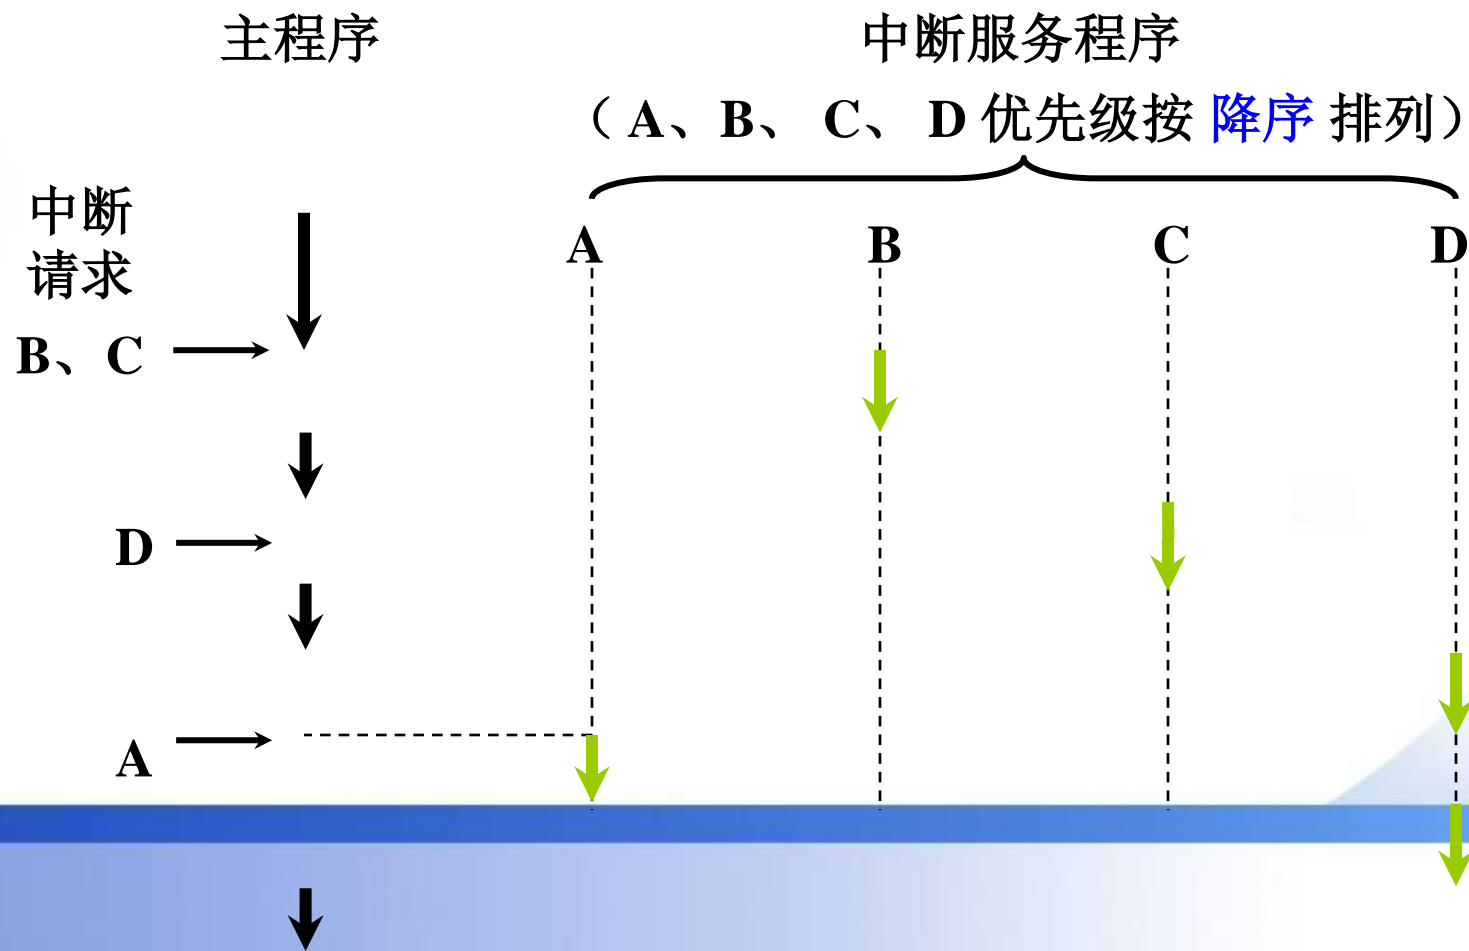 主程序 中断服务程序
（ A、B、 C、 D 优先级按 降序 排列）
中断
请求
A B C D
B、C
D
A